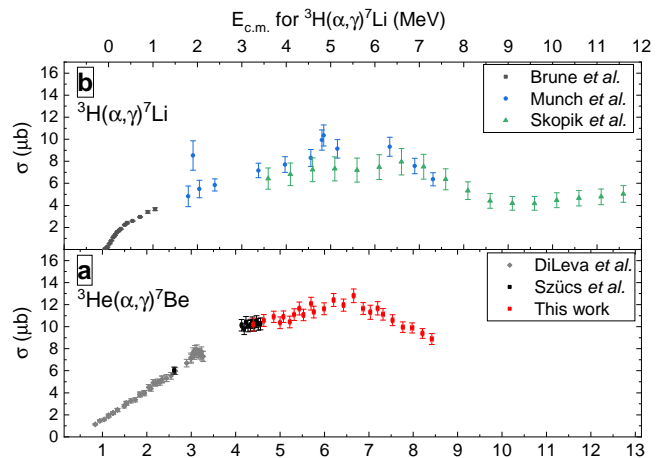 E_c.m. for ³H(α,γ)⁷Li (MeV)
0 1 2 3 4 5 6 7 8 9 10 11 12
16
14
12
10
8
6
4
2
σ (μb)
b
³H(α,γ)⁷Li
Brune et al.
Munch et al.
Skopik et al.
16
14
12
10
8
6
4
2
0
σ (μb)
a
³He(α,γ)⁷Be
DiLeva et al.
Szücs et al.
This work
1 2 3 4 5 6 7 8 9 10 11 12 13